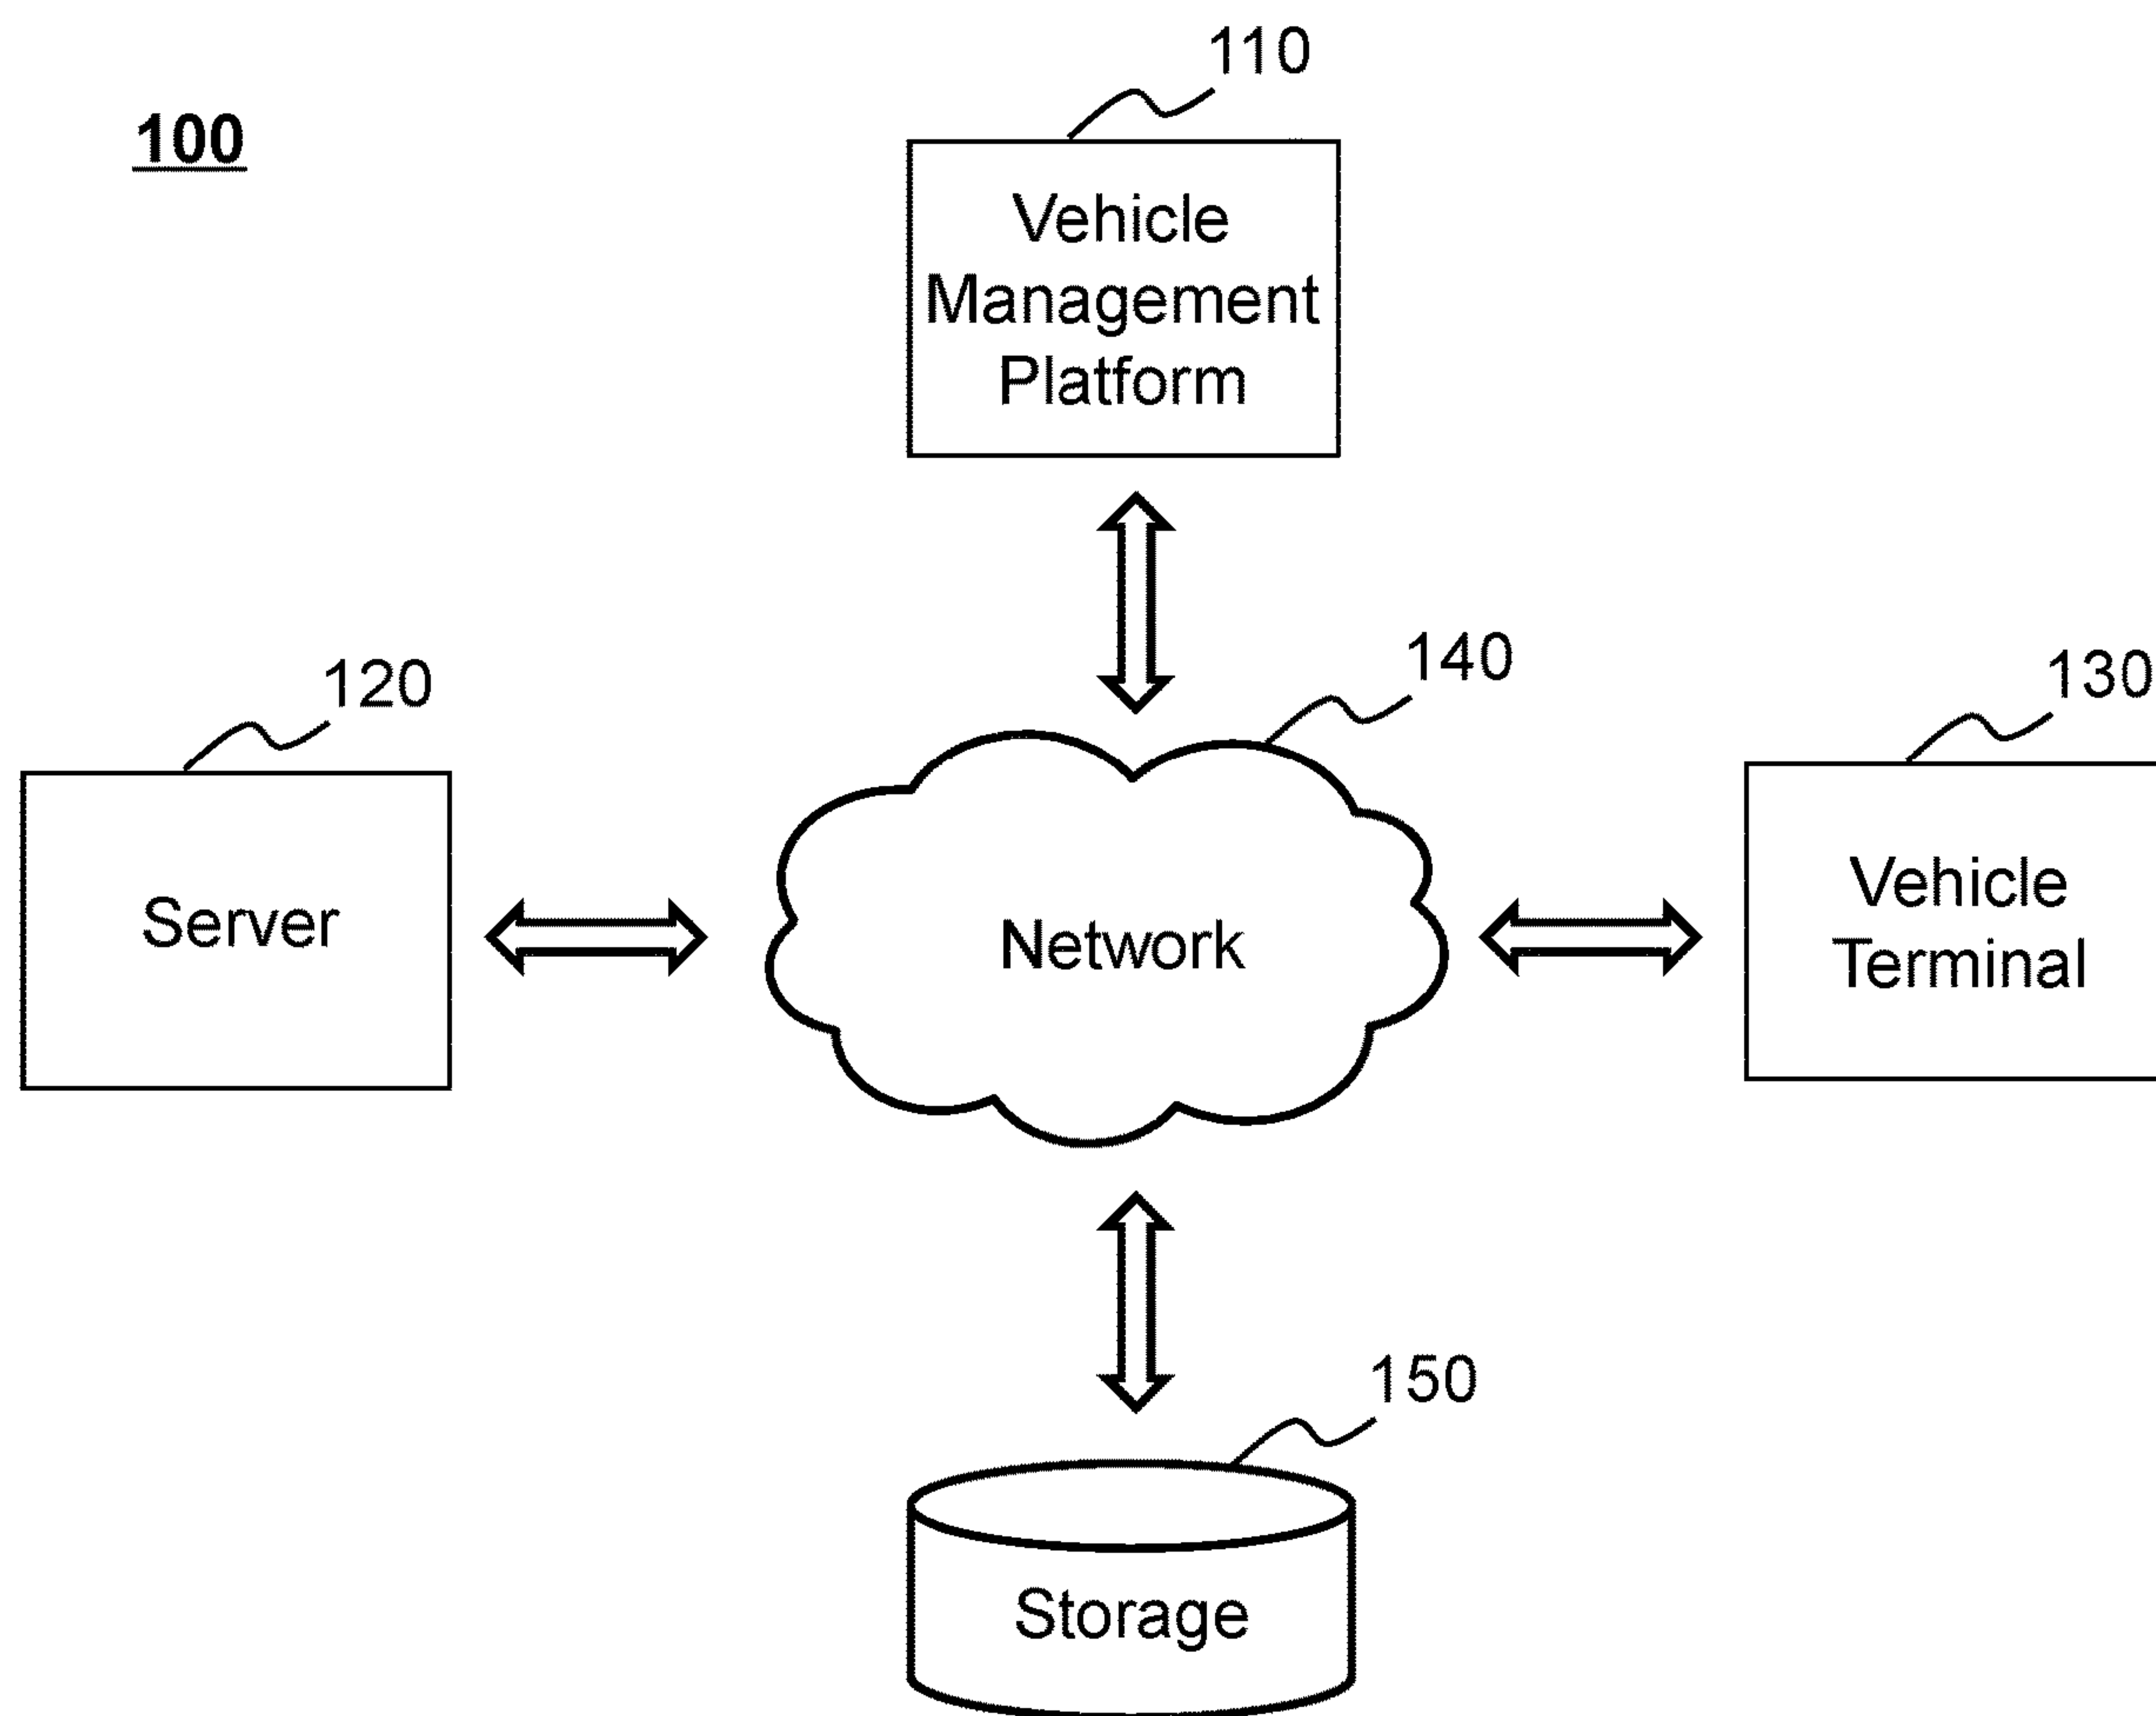 110
100
Vehicle
Management
Platform
140
120
130
Server
Network
Vehicle
Terminal
150
Storage